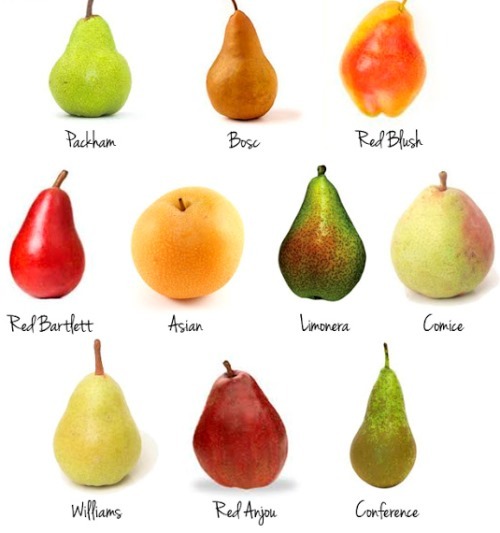 Packham
Bosc
Red Blush
Red Bartlett
Asian
Limonera
Comice
Williams
Red Anjou
Conference